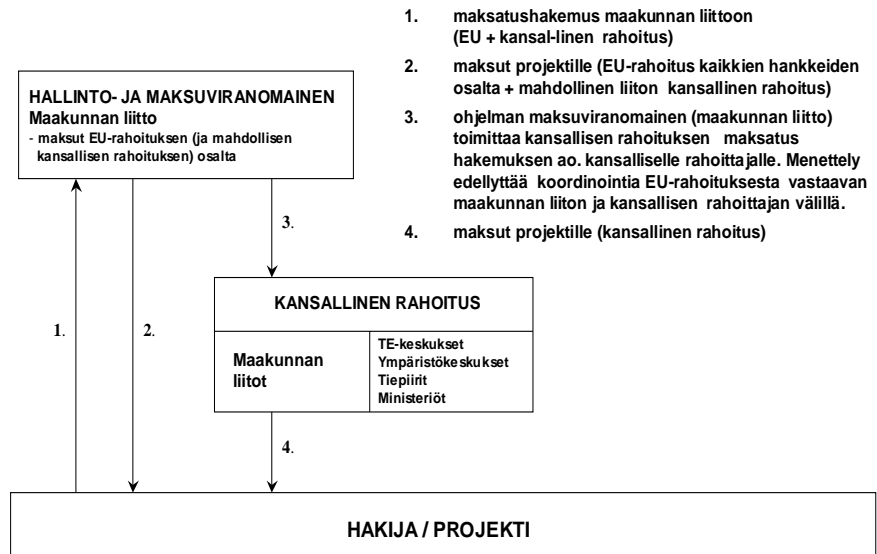 1. maksatushakemus maakunnan liittoon
(EU + kansal-linen rahoitus)
2. maksut projektille (EU-rahoitus kaikkien hankkeiden
osalta + mahdollinen liiton kansallinen rahoitus)
3. ohjelman maksuviranomainen (maakunnan liitto)
toimittaa kansallisen rahoituksen maksatus
hakemuksen ao. kansalliselle rahoittajalle. Menettely
edellyttää koordinointia EU-rahoituksesta vastaavan
maakunnan liiton ja kansallisen rahoittajan välillä.
4. maksut projektille (kansallinen rahoitus)
HALLINTO- JA MAKSUVIRANOMAINEN
Maakunnan liitto
- maksut EU-rahoituksen (ja mahdollisen
kansallisen rahoituksen) osalta
3.
KANSALLINEN RAHOITUS
1.
2.
Maakunnan
liitot
TE-keskukset
Ympäristökeskukset
Tiepiirit
Ministeriöt
4.
HAKIJA / PROJEKTI